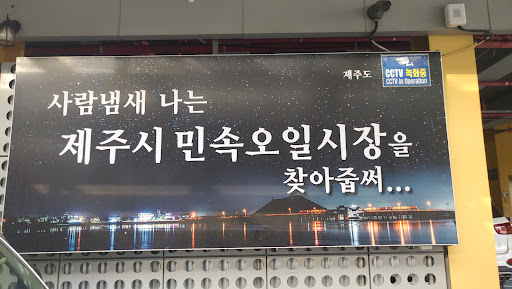 제주도
CCTV 녹화중
CCTV In Operation
사람냄새 나는
제주시 민속오일시장을
찾아줍써...